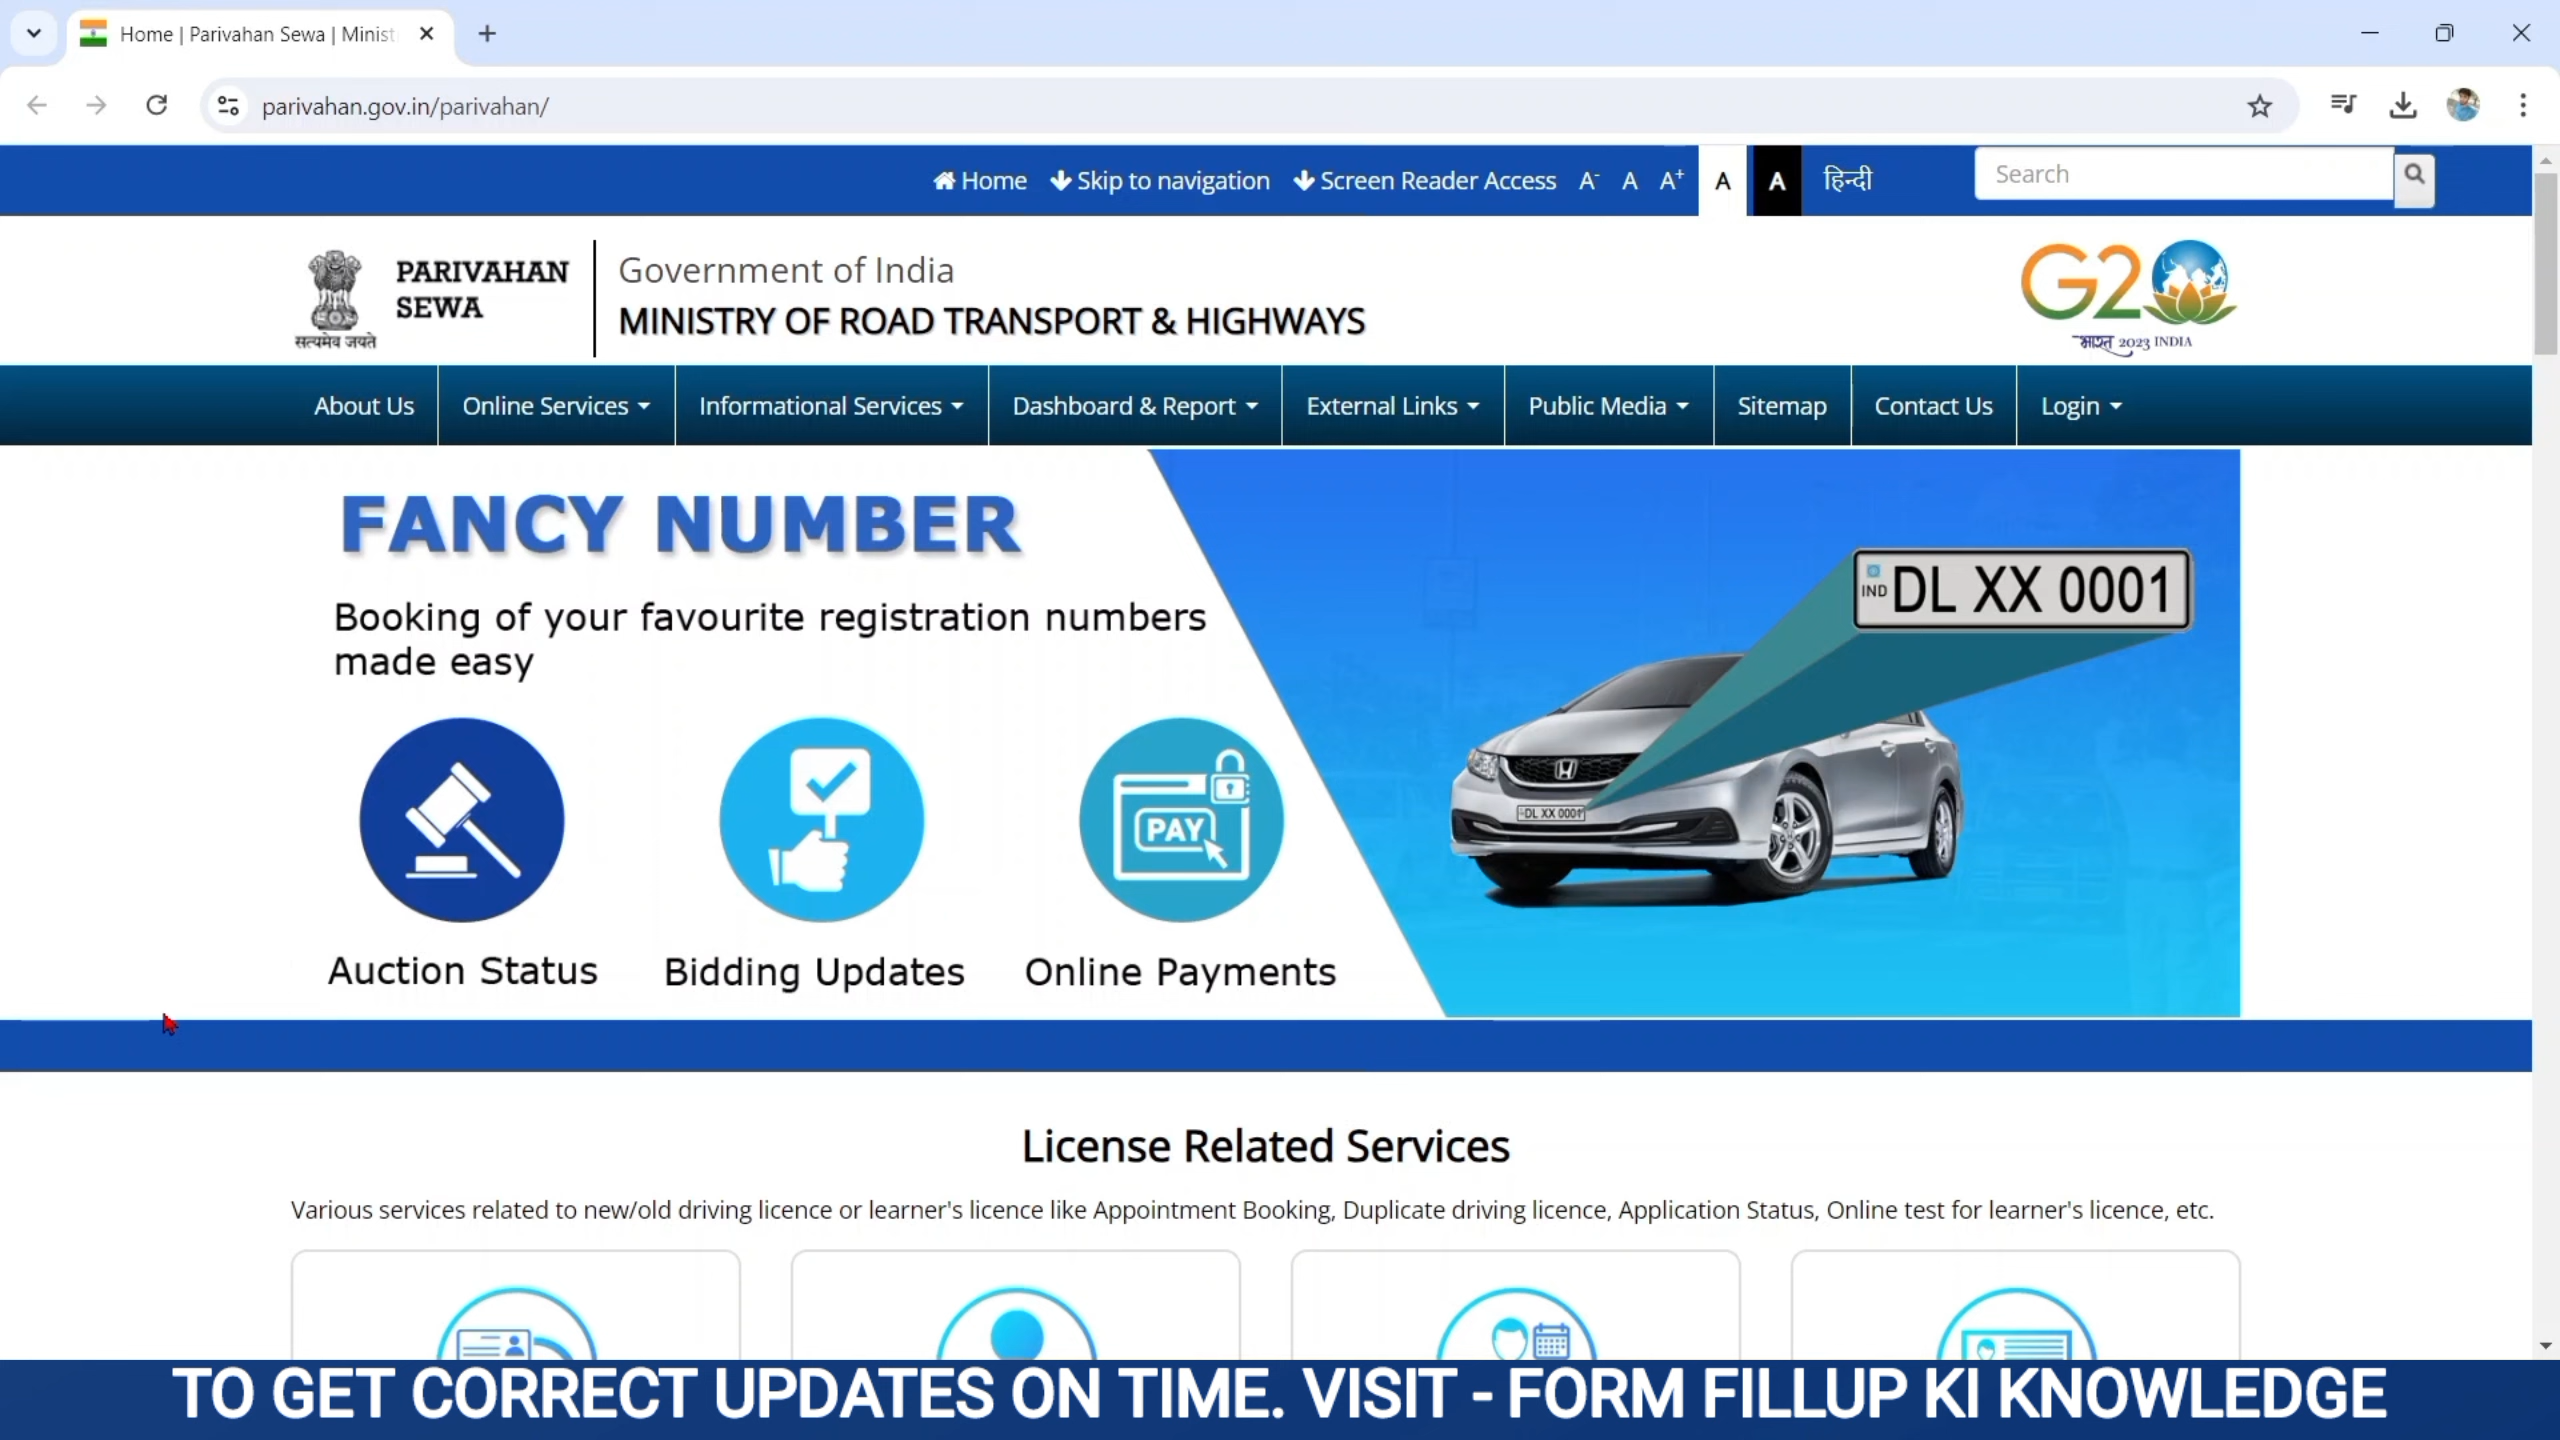 Home | Parivahan Sewa | Minist
parivahan.gov.in/parivahan/
Home Skip to navigation Screen Reader Access A- A A+ A A हिन्दी Search
PARIVAHAN
SEWA
सत्यमेव जयते
Government of India
MINISTRY OF ROAD TRANSPORT & HIGHWAYS
G20
भारत 2023 INDIA
About Us Online Services Informational Services Dashboard & Report External Links Public Media Sitemap Contact Us Login
FANCY NUMBER
Booking of your favourite registration numbers
made easy
IND DL XX 0001
DL XX 0001
PAY
Auction Status Bidding Updates Online Payments
License Related Services
Various services related to new/old driving licence or learner's licence like Appointment Booking, Duplicate driving licence, Application Status, Online test for learner's licence, etc.
TO GET CORRECT UPDATES ON TIME. VISIT - FORM FILLUP KI KNOWLEDGE